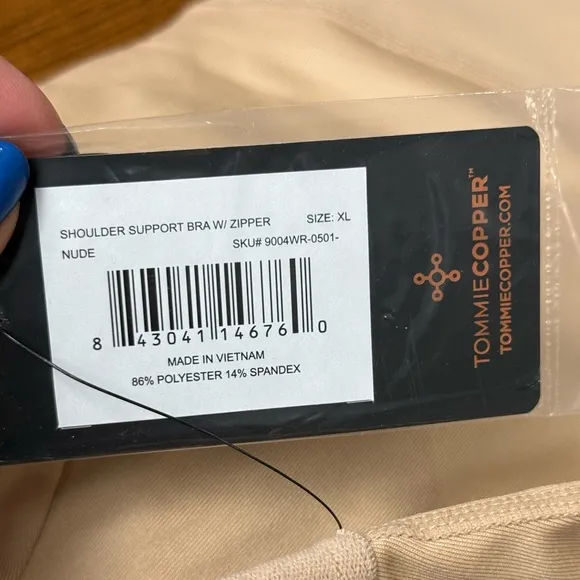 SHOULDER SUPPORT BRA W/ ZIPPER SIZE: XL
NUDE SKU# 9004WR-0501-
8 43041 14676 0
MADE IN VIETNAM
86% POLYESTER 14% SPANDEX
TOMMIECOPPER™
TOMMIECOPPER.COM